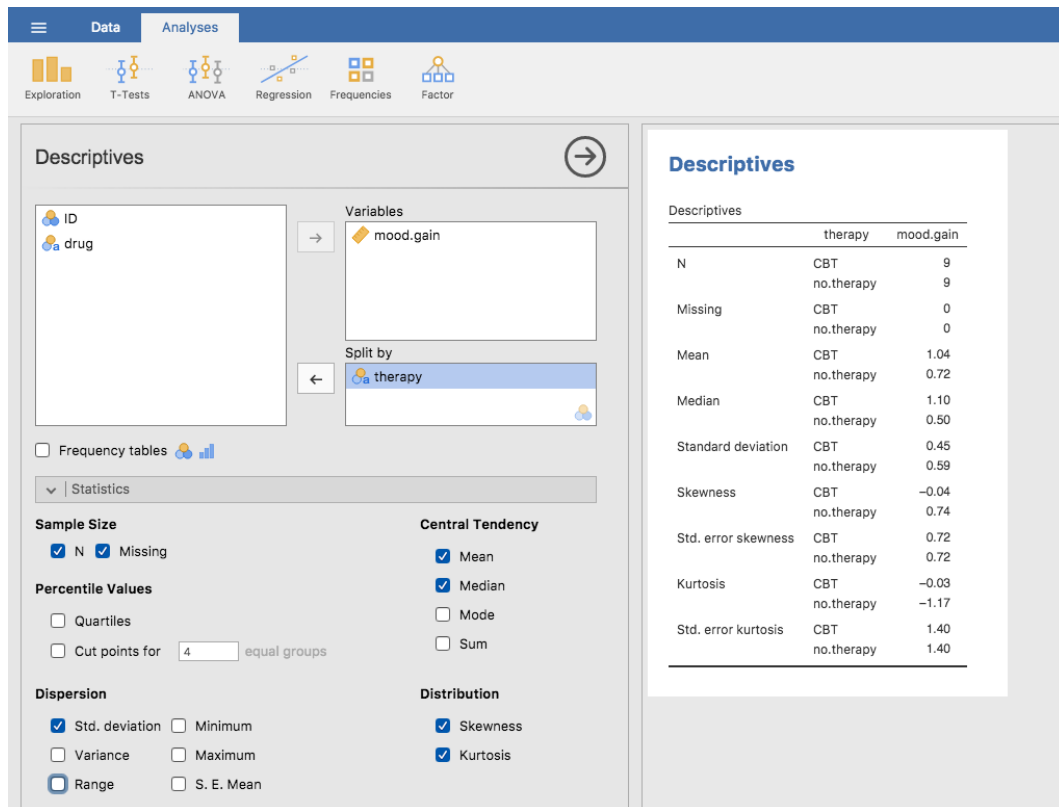 Data Analyses
Exploration T-Tests ANOVA Regression Frequencies Factor
Descriptives
ID
a drug
Variables
mood.gain
Split by
a therapy
Frequency tables
Statistics
Sample Size
N Missing
Percentile Values
Quartiles
Cut points for 4 equal groups
Dispersion
Std. deviation Minimum
Variance Maximum
Range S. E. Mean
Central Tendency
Mean
Median
Mode
Sum
Distribution
Skewness
Kurtosis
Descriptives
Descriptives
therapy mood.gain
N CBT 9
no.therapy 9
Missing CBT 0
no.therapy 0
Mean CBT 1.04
no.therapy 0.72
Median CBT 1.10
no.therapy 0.50
Standard deviation CBT 0.45
no.therapy 0.59
Skewness CBT −0.04
no.therapy 0.74
Std. error skewness CBT 0.72
no.therapy 0.72
Kurtosis CBT −0.03
no.therapy −1.17
Std. error kurtosis CBT 1.40
no.therapy 1.40